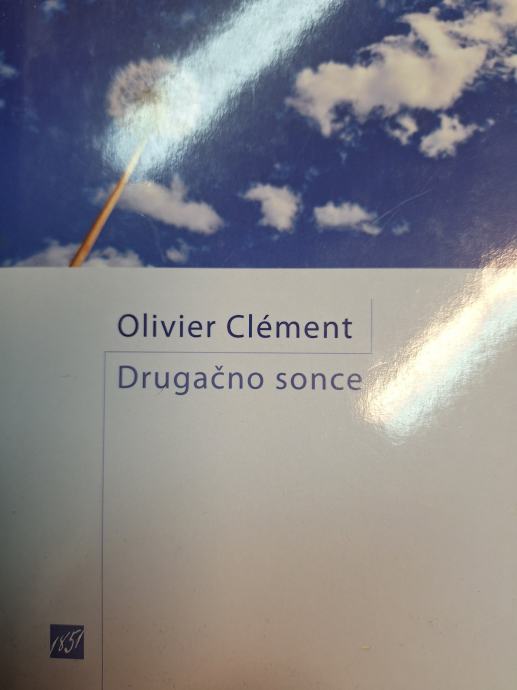 Olivier Clément
Drugačno sonce
1851